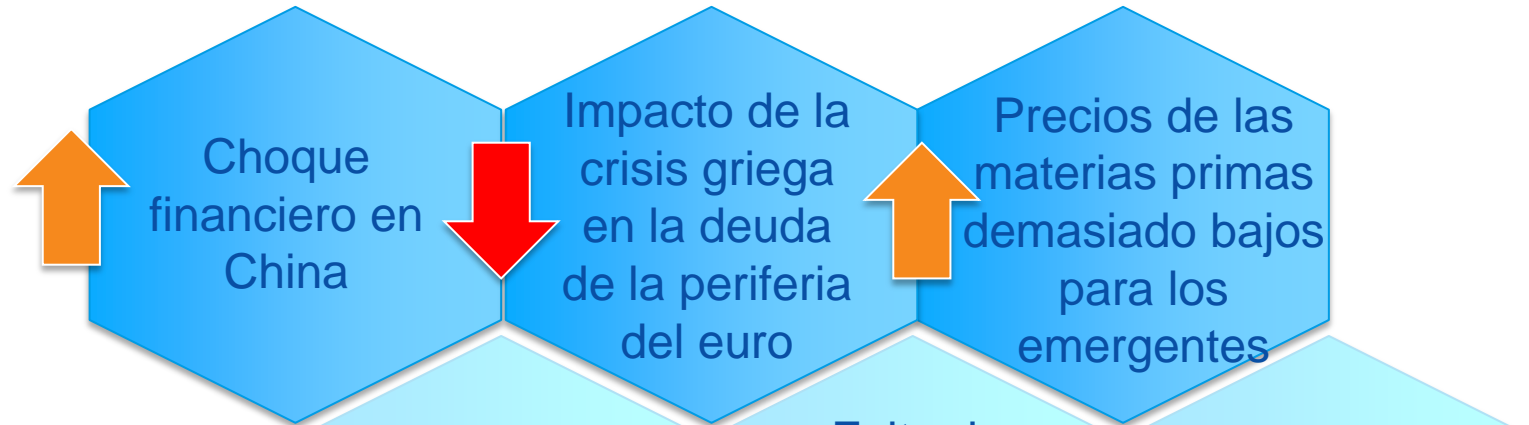 Choque
financiero en
China
Impacto de la
crisis griega
en la deuda
de la periferia
del euro
Precios de las
materias primas
demasiado bajos
para los
emergentes